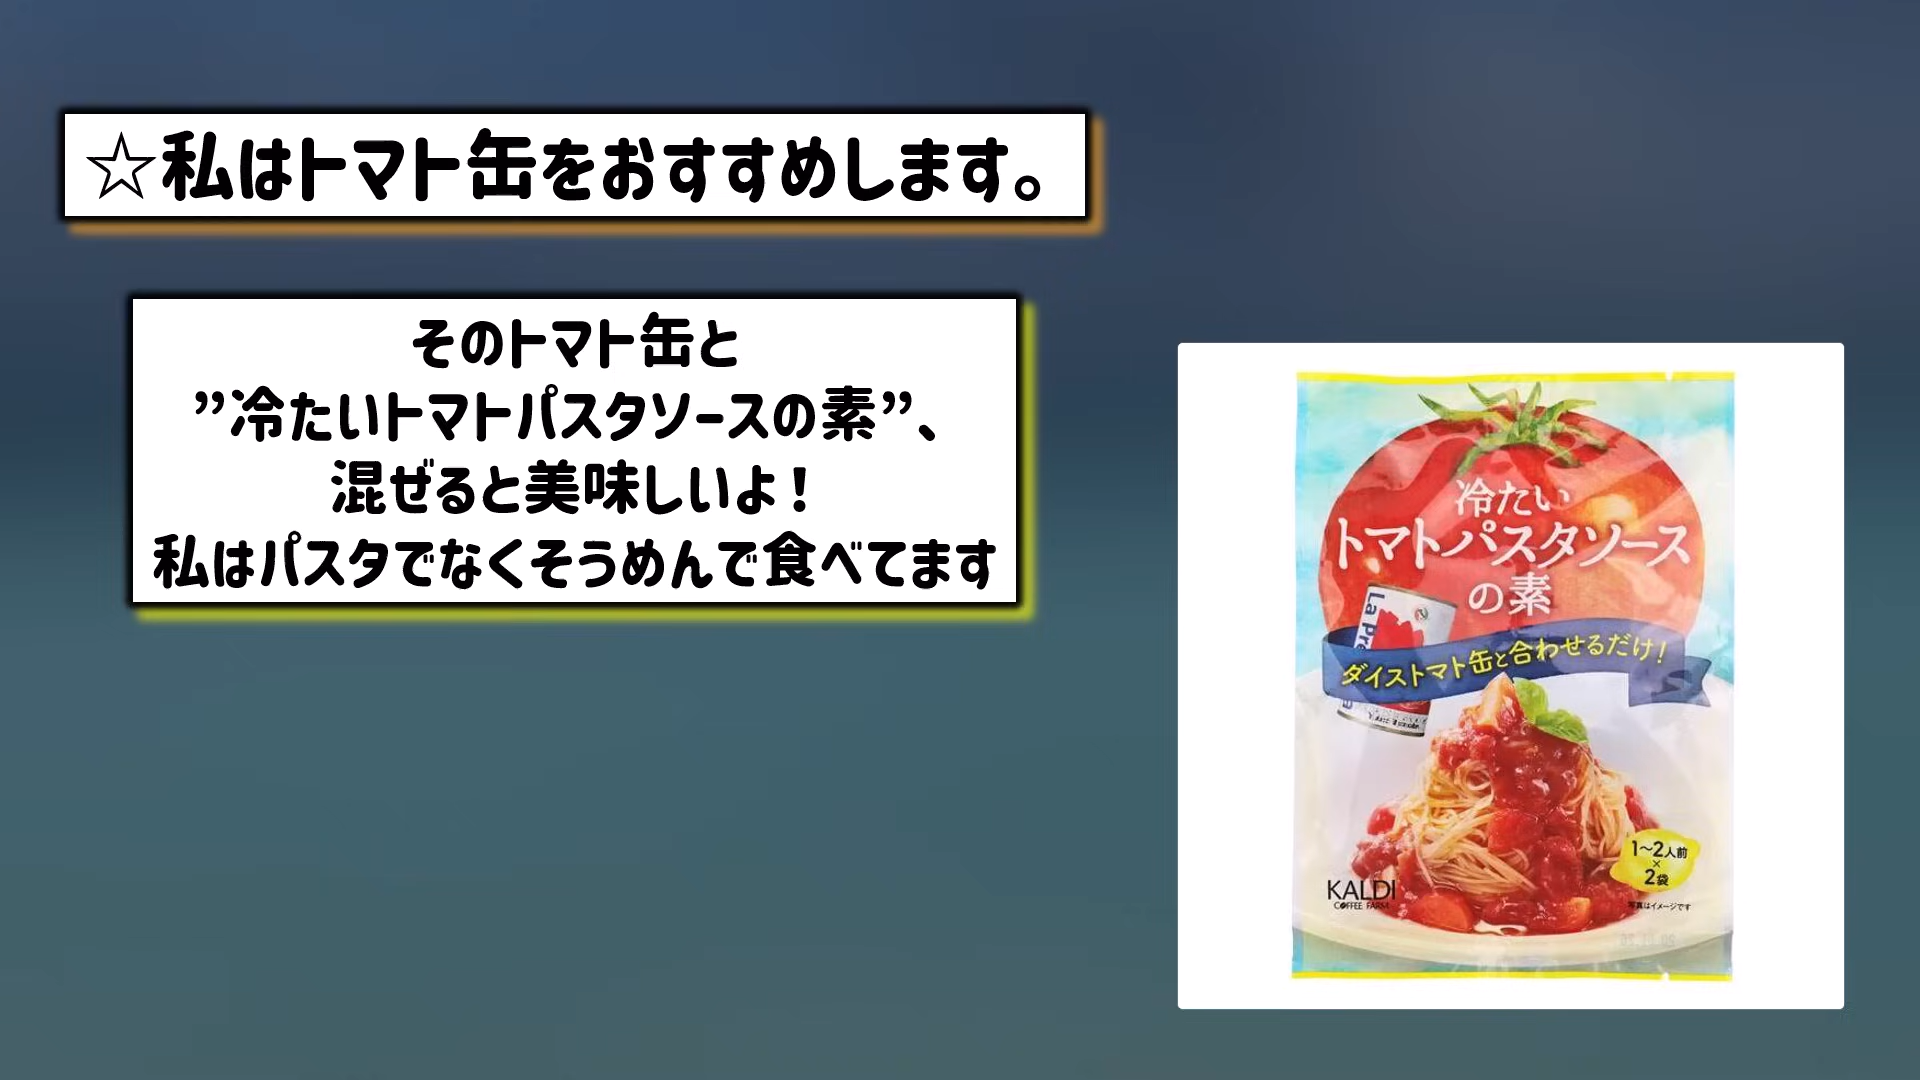 ☆私はトマト缶をおすすめします。
そのトマト缶と
”冷たいトマトパスタソースの素”、
混ぜると美味しいよ！
私はパスタでなくそうめんで食べてます
冷たい
トマトパスタソース
の素
La Pre
ダイストマト缶と合わせるだけ！
1〜2人前
×
2袋
KALDI
COFFEE FARM
写真はイメージです